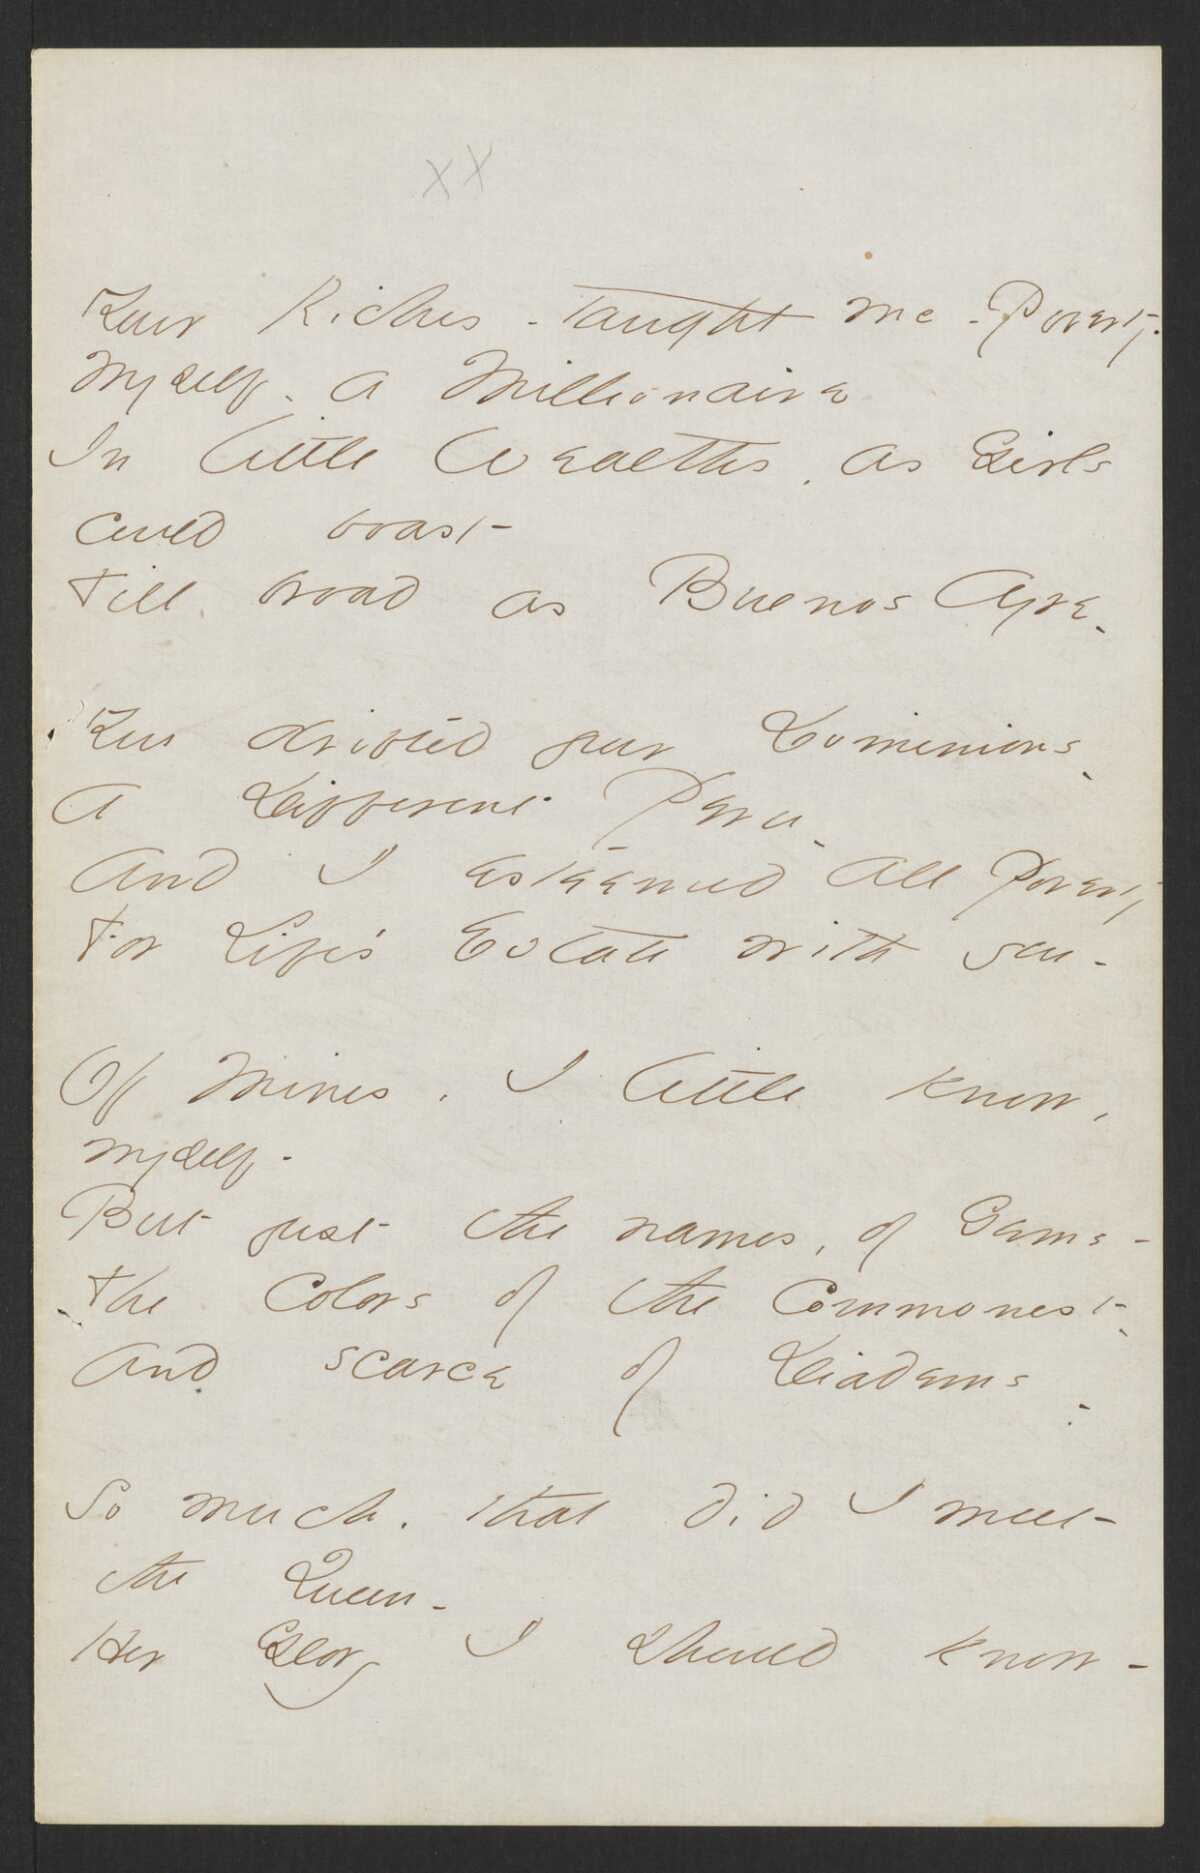 X X
Your Riches - taught me - Poverty.
Myself - a Millionaire
In little Wealths, as Girls
could boast
Till broad as Buenos Ayre -
You drifted your Dominions -
A Different Peru -
And I esteemed All Poverty
For Life's Estate with you -
Of Mines, I little know,
myself -
But just the names, of Gems -
The Colors of the Commonest -
And scarce of Diadems -
So much, that did I meet
the Queen -
Her Glory I should know -